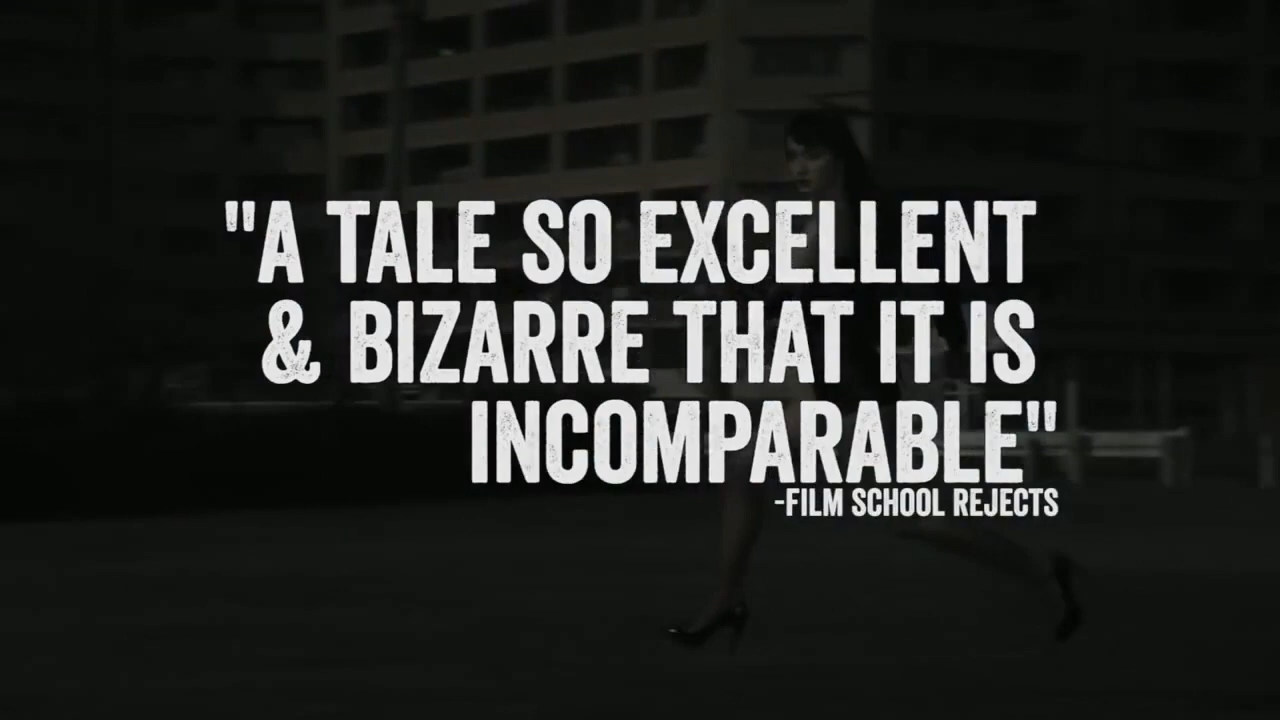 "A TALE SO EXCELLENT
& BIZARRE THAT IT IS
INCOMPARABLE"
-FILM SCHOOL REJECTS